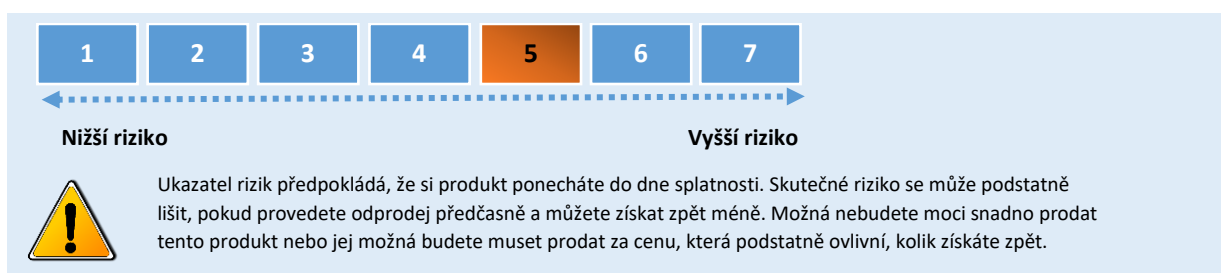 1 2 3 4 5 6 7
Nižší riziko Vyšší riziko
Ukazatel rizik předpokládá, že si produkt ponecháte do dne splatnosti. Skutečné riziko se může podstatně
lišit, pokud provedete odprodej předčasně a můžete získat zpět méně. Možná nebudete moci snadno prodat
tento produkt nebo jej možná budete muset prodat za cenu, která podstatně ovlivní, kolik získáte zpět.